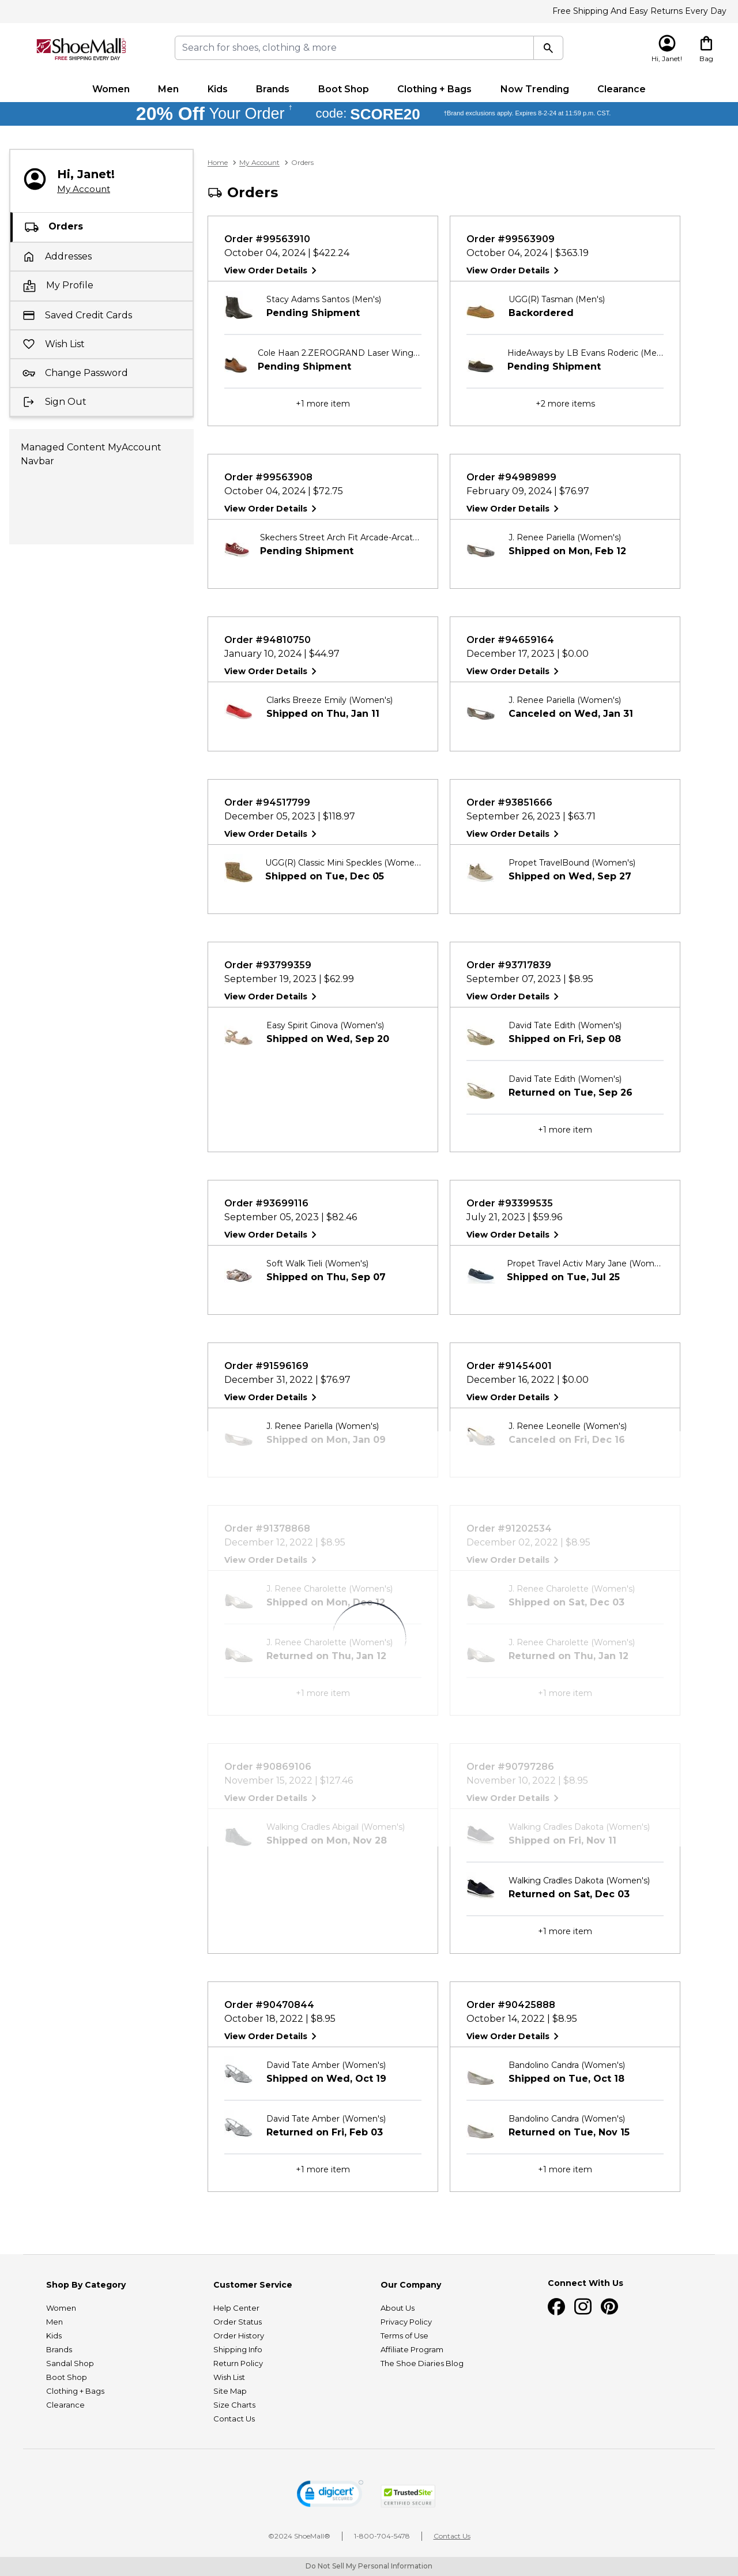 Free Shipping And Easy Returns Every Day
ShoeMall
FREE SHIPPING EVERY DAY
Search for shoes, clothing & more
Hi, Janet!
Bag
Women
Men
Kids
Brands
Boot Shop
Clothing + Bags
Now Trending
Clearance
20% Off Your Order † code: SCORE20 †Brand exclusions apply. Expires 8-2-24 at 11:59 p.m. CST.
Hi, Janet!
My Account
Orders
Addresses
My Profile
Saved Credit Cards
Wish List
Change Password
Sign Out
Managed Content MyAccount
Navbar
Home > My Account > Orders
Orders
Order #99563910
October 04, 2024 | $422.24
View Order Details
Stacy Adams Santos (Men's)
Pending Shipment
Cole Haan 2.ZEROGRAND Laser Wing...
Pending Shipment
+1 more item
Order #99563909
October 04, 2024 | $363.19
View Order Details
UGG(R) Tasman (Men's)
Backordered
HideAways by LB Evans Roderic (Me...
Pending Shipment
+2 more items
Order #99563908
October 04, 2024 | $72.75
View Order Details
Skechers Street Arch Fit Arcade-Arcat...
Pending Shipment
Order #94989899
February 09, 2024 | $76.97
View Order Details
J. Renee Pariella (Women's)
Shipped on Mon, Feb 12
Order #94810750
January 10, 2024 | $44.97
View Order Details
Clarks Breeze Emily (Women's)
Shipped on Thu, Jan 11
Order #94659164
December 17, 2023 | $0.00
View Order Details
J. Renee Pariella (Women's)
Canceled on Wed, Jan 31
Order #94517799
December 05, 2023 | $118.97
View Order Details
UGG(R) Classic Mini Speckles (Wome...
Shipped on Tue, Dec 05
Order #93851666
September 26, 2023 | $63.71
View Order Details
Propet TravelBound (Women's)
Shipped on Wed, Sep 27
Order #93799359
September 19, 2023 | $62.99
View Order Details
Easy Spirit Ginova (Women's)
Shipped on Wed, Sep 20
Order #93717839
September 07, 2023 | $8.95
View Order Details
David Tate Edith (Women's)
Shipped on Fri, Sep 08
David Tate Edith (Women's)
Returned on Tue, Sep 26
+1 more item
Order #93699116
September 05, 2023 | $82.46
View Order Details
Soft Walk Tieli (Women's)
Shipped on Thu, Sep 07
Order #93399535
July 21, 2023 | $59.96
View Order Details
Propet Travel Activ Mary Jane (Wom...
Shipped on Tue, Jul 25
Order #91596169
December 31, 2022 | $76.97
View Order Details
J. Renee Pariella (Women's)
Shipped on Mon, Jan 09
Order #91454001
December 16, 2022 | $0.00
View Order Details
J. Renee Leonelle (Women's)
Canceled on Fri, Dec 16
Order #91378868
December 12, 2022 | $8.95
View Order Details
J. Renee Charolette (Women's)
Shipped on Mon, Dec 12
J. Renee Charolette (Women's)
Returned on Thu, Jan 12
+1 more item
Order #91202534
December 02, 2022 | $8.95
View Order Details
J. Renee Charolette (Women's)
Shipped on Sat, Dec 03
J. Renee Charolette (Women's)
Returned on Thu, Jan 12
+1 more item
Order #90869106
November 15, 2022 | $127.46
View Order Details
Walking Cradles Abigail (Women's)
Shipped on Mon, Nov 28
Order #90797286
November 10, 2022 | $8.95
View Order Details
Walking Cradles Dakota (Women's)
Shipped on Fri, Nov 11
Walking Cradles Dakota (Women's)
Returned on Sat, Dec 03
+1 more item
Order #90470844
October 18, 2022 | $8.95
View Order Details
David Tate Amber (Women's)
Shipped on Wed, Oct 19
David Tate Amber (Women's)
Returned on Fri, Feb 03
+1 more item
Order #90425888
October 14, 2022 | $8.95
View Order Details
Bandolino Candra (Women's)
Shipped on Tue, Oct 18
Bandolino Candra (Women's)
Returned on Tue, Nov 15
+1 more item
Shop By Category
Women
Men
Kids
Brands
Sandal Shop
Boot Shop
Clothing + Bags
Clearance
Customer Service
Help Center
Order Status
Order History
Shipping Info
Return Policy
Wish List
Site Map
Size Charts
Contact Us
Our Company
About Us
Privacy Policy
Terms of Use
Affiliate Program
The Shoe Diaries Blog
Connect With Us
digicert
SECURED
TrustedSite
CERTIFIED SECURE
©2024 ShoeMall®
1-800-704-5478
Contact Us
Do Not Sell My Personal Information